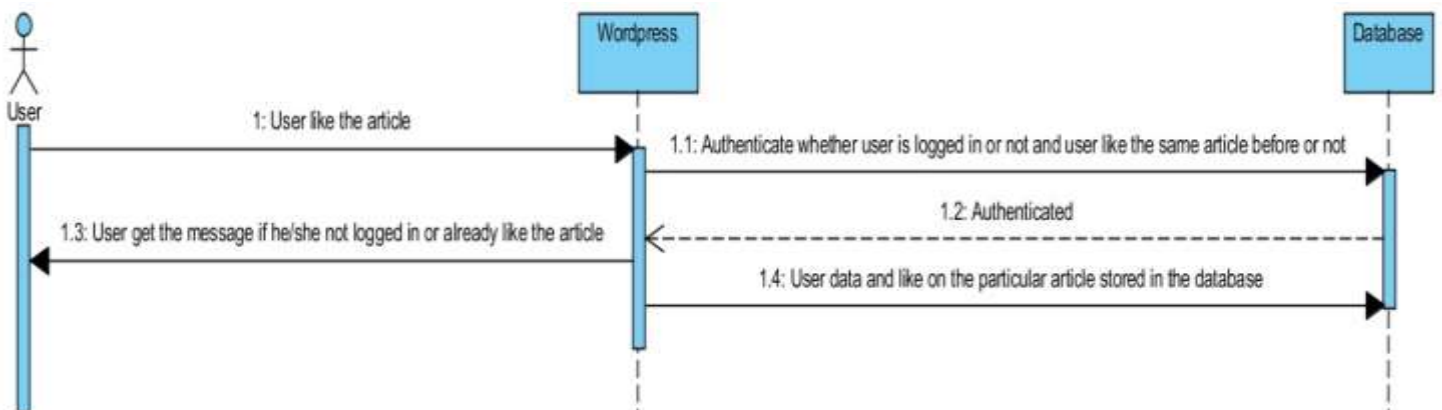 Wordpress
Database
User
1: User like the article
1.1: Authenticate whether user is logged in or not and user like the same article before or not
1.2: Authenticated
1.3: User get the message if he/she not logged in or already like the article
1.4: User data and like on the particular article stored in the database